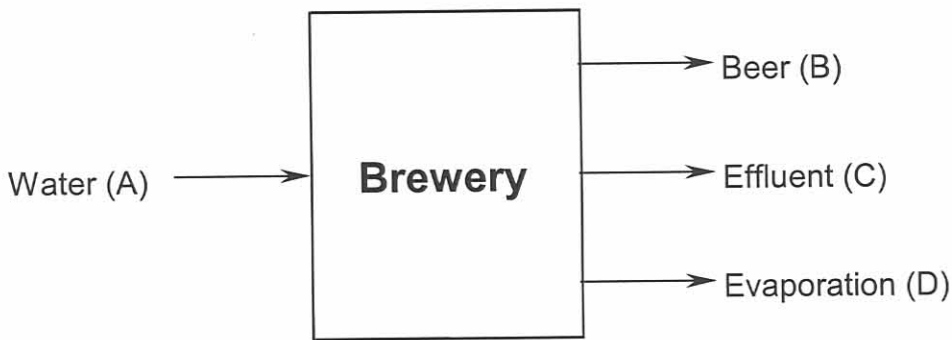 Beer (B)
Water (A)
Brewery
Effluent (C)
Evaporation (D)